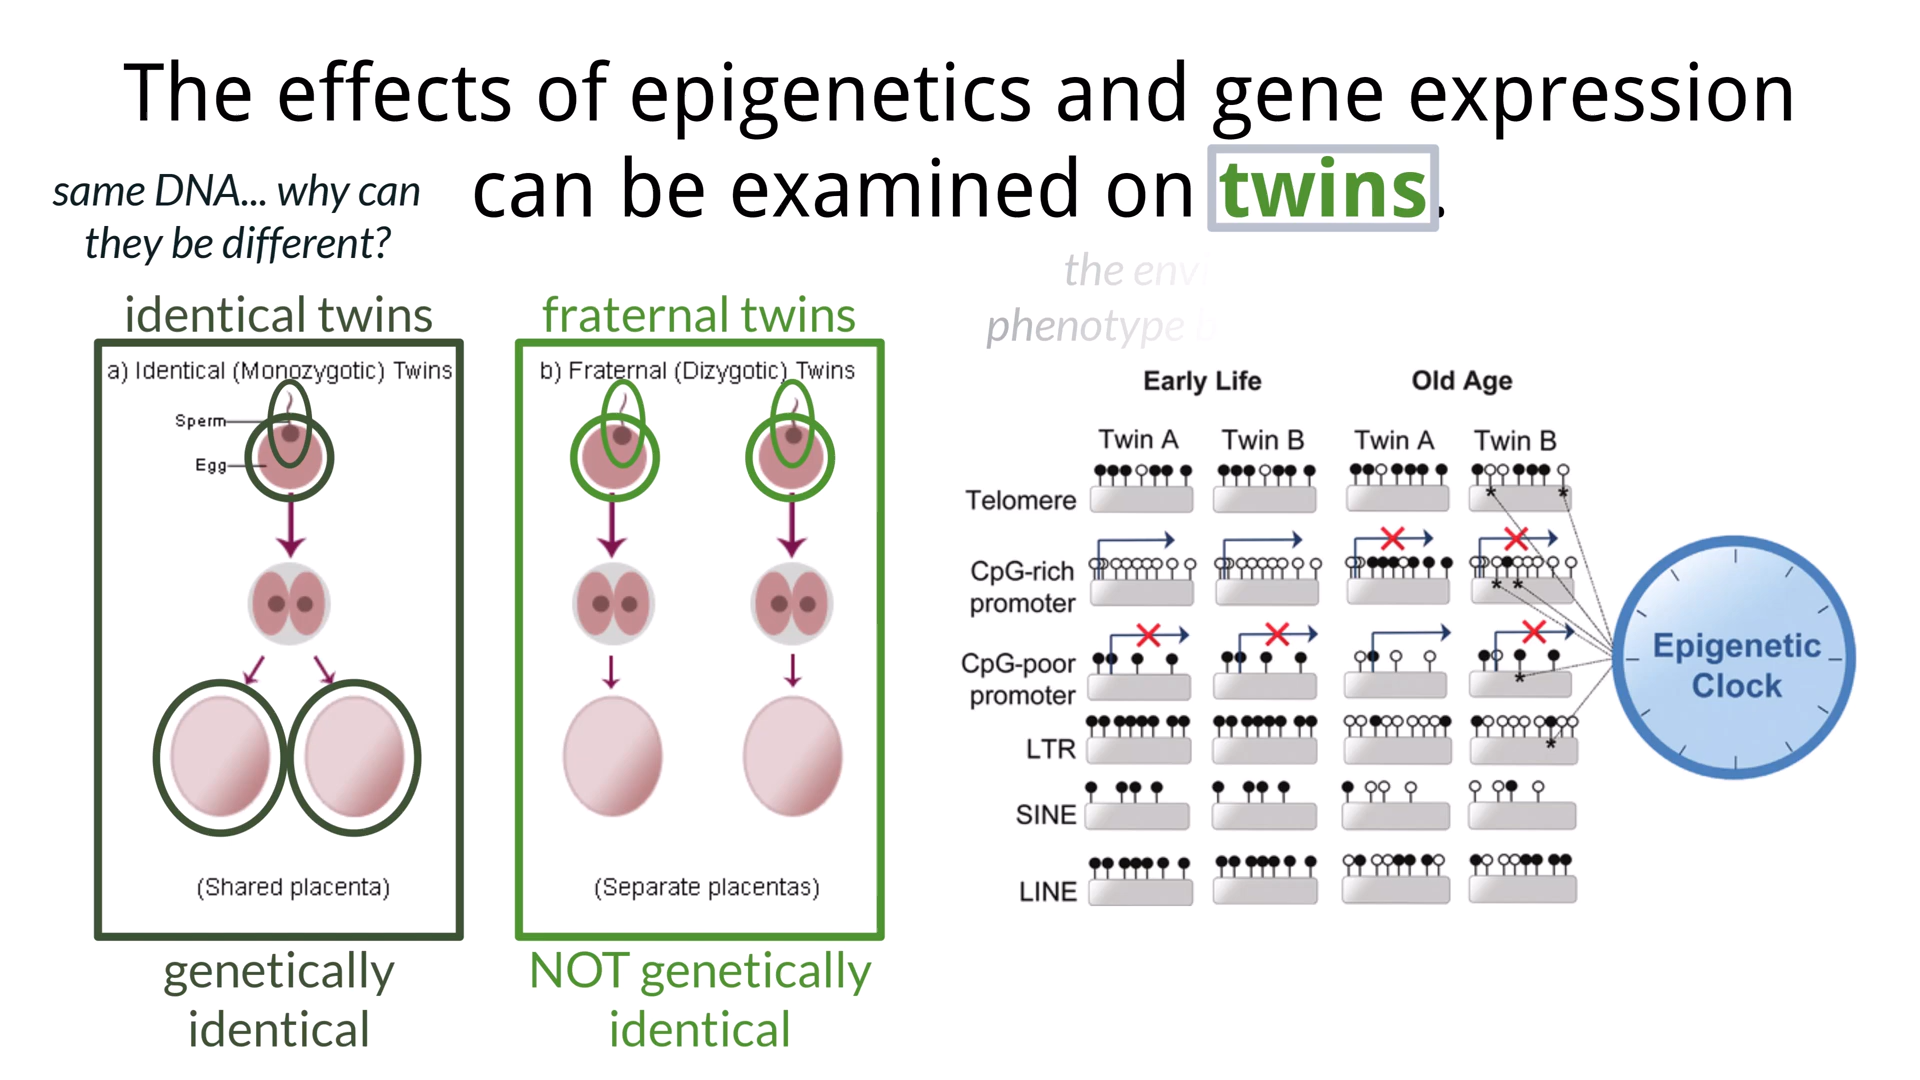 The effects of epigenetics and gene expression
can be examined on twins.
same DNA... why can
they be different?
the
phenotype
identical twins
a) Identical (Monozygotic) Twins
Sperm
Egg
(Shared placenta)
genetically
identical
fraternal twins
b) Fraternal (Dizygotic) Twins
(Separate placentas)
NOT genetically
identical
Early Life Old Age
Twin A Twin B Twin A Twin B
Telomere
CpG-rich
promoter
CpG-poor
promoter
LTR
SINE
LINE
Epigenetic
Clock